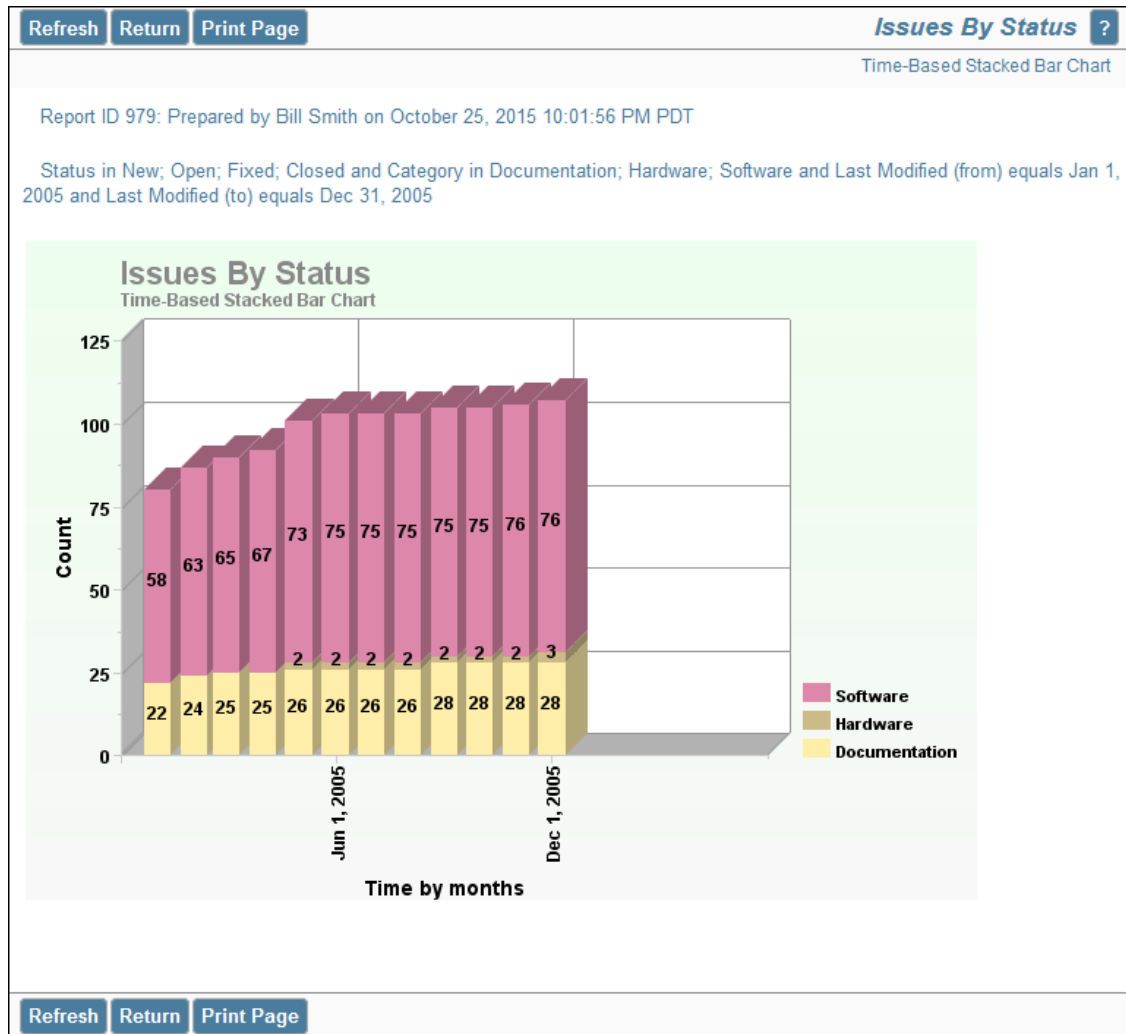 Refresh Return Print Page Issues By Status ?
Time-Based Stacked Bar Chart
Report ID 979: Prepared by Bill Smith on October 25, 2015 10:01:56 PM PDT
Status in New; Open; Fixed; Closed and Category in Documentation; Hardware; Software and Last Modified (from) equals Jan 1,
2005 and Last Modified (to) equals Dec 31, 2005
Issues By Status
Time-Based Stacked Bar Chart
125
100
75
50
25
0
Count
58 63 65 67 73 75 75 75 75 75 76 76
2 2 2 2 2 2 2 3
22 24 25 25 26 26 26 26 28 28 28 28
Software
Hardware
Documentation
Jun 1, 2005
Dec 1, 2005
Time by months
Refresh Return Print Page